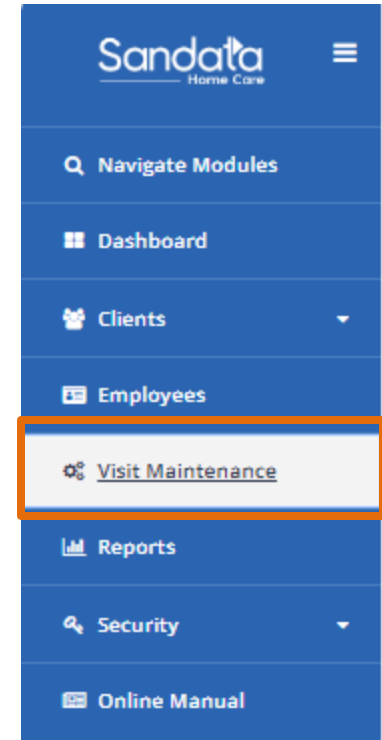 Sandata
Home Care
Navigate Modules
Dashboard
Clients
Employees
Visit Maintenance
Reports
Security
Online Manual